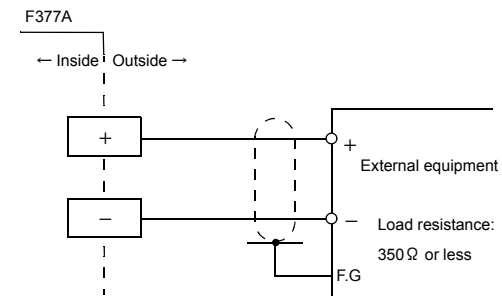 F377A
← Inside Outside →
+
+
External equipment
−
−
Load resistance:
350Ω or less
F.G